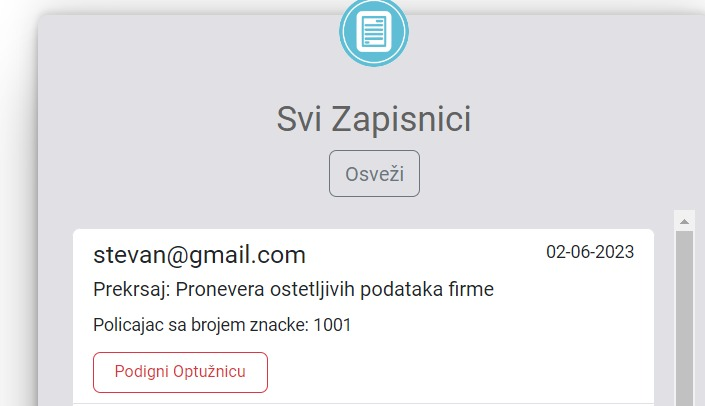 Svi Zapisnici
Osveži
stevan@gmail.com
02-06-2023
Prekrsaj: Pronevera ostetljivih podataka firme
Policajac sa brojem znacke: 1001
Podigni Optužnicu